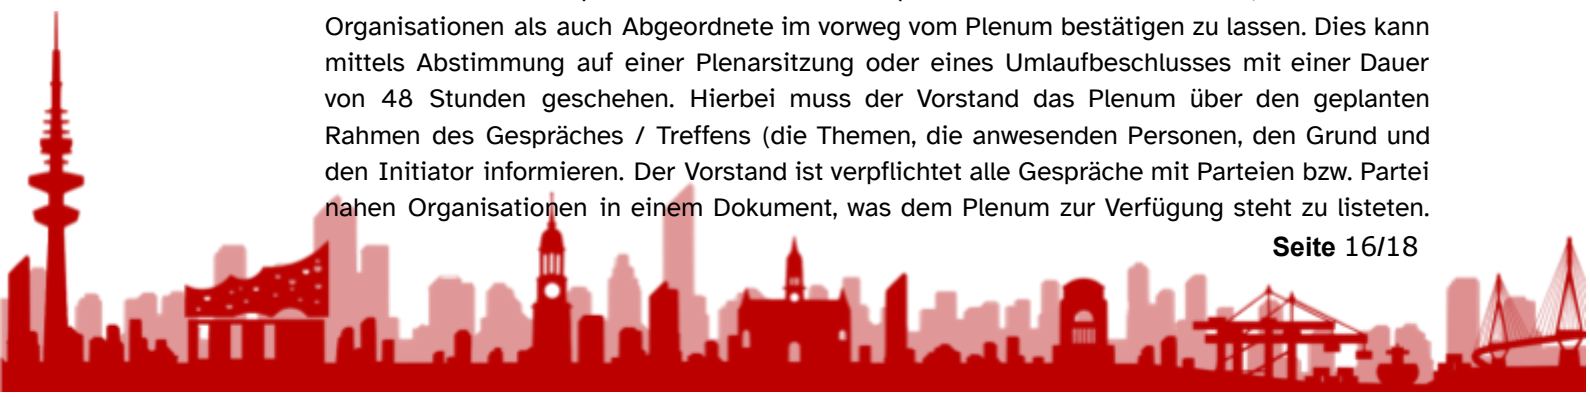 Organisationen als auch Abgeordnete im vorweg vom Plenum bestätigen zu lassen. Dies kann
mittels Abstimmung auf einer Plenarsitzung oder eines Umlaufbeschlusses mit einer Dauer
von 48 Stunden geschehen. Hierbei muss der Vorstand das Plenum über den geplanten
Rahmen des Gespräches / Treffens (die Themen, die anwesenden Personen, den Grund und
den Initiator informieren. Der Vorstand ist verpflichtet alle Gespräche mit Parteien bzw. Partei
nahen Organisationen in einem Dokument, was dem Plenum zur Verfügung steht zu listeten.
Seite 16/18